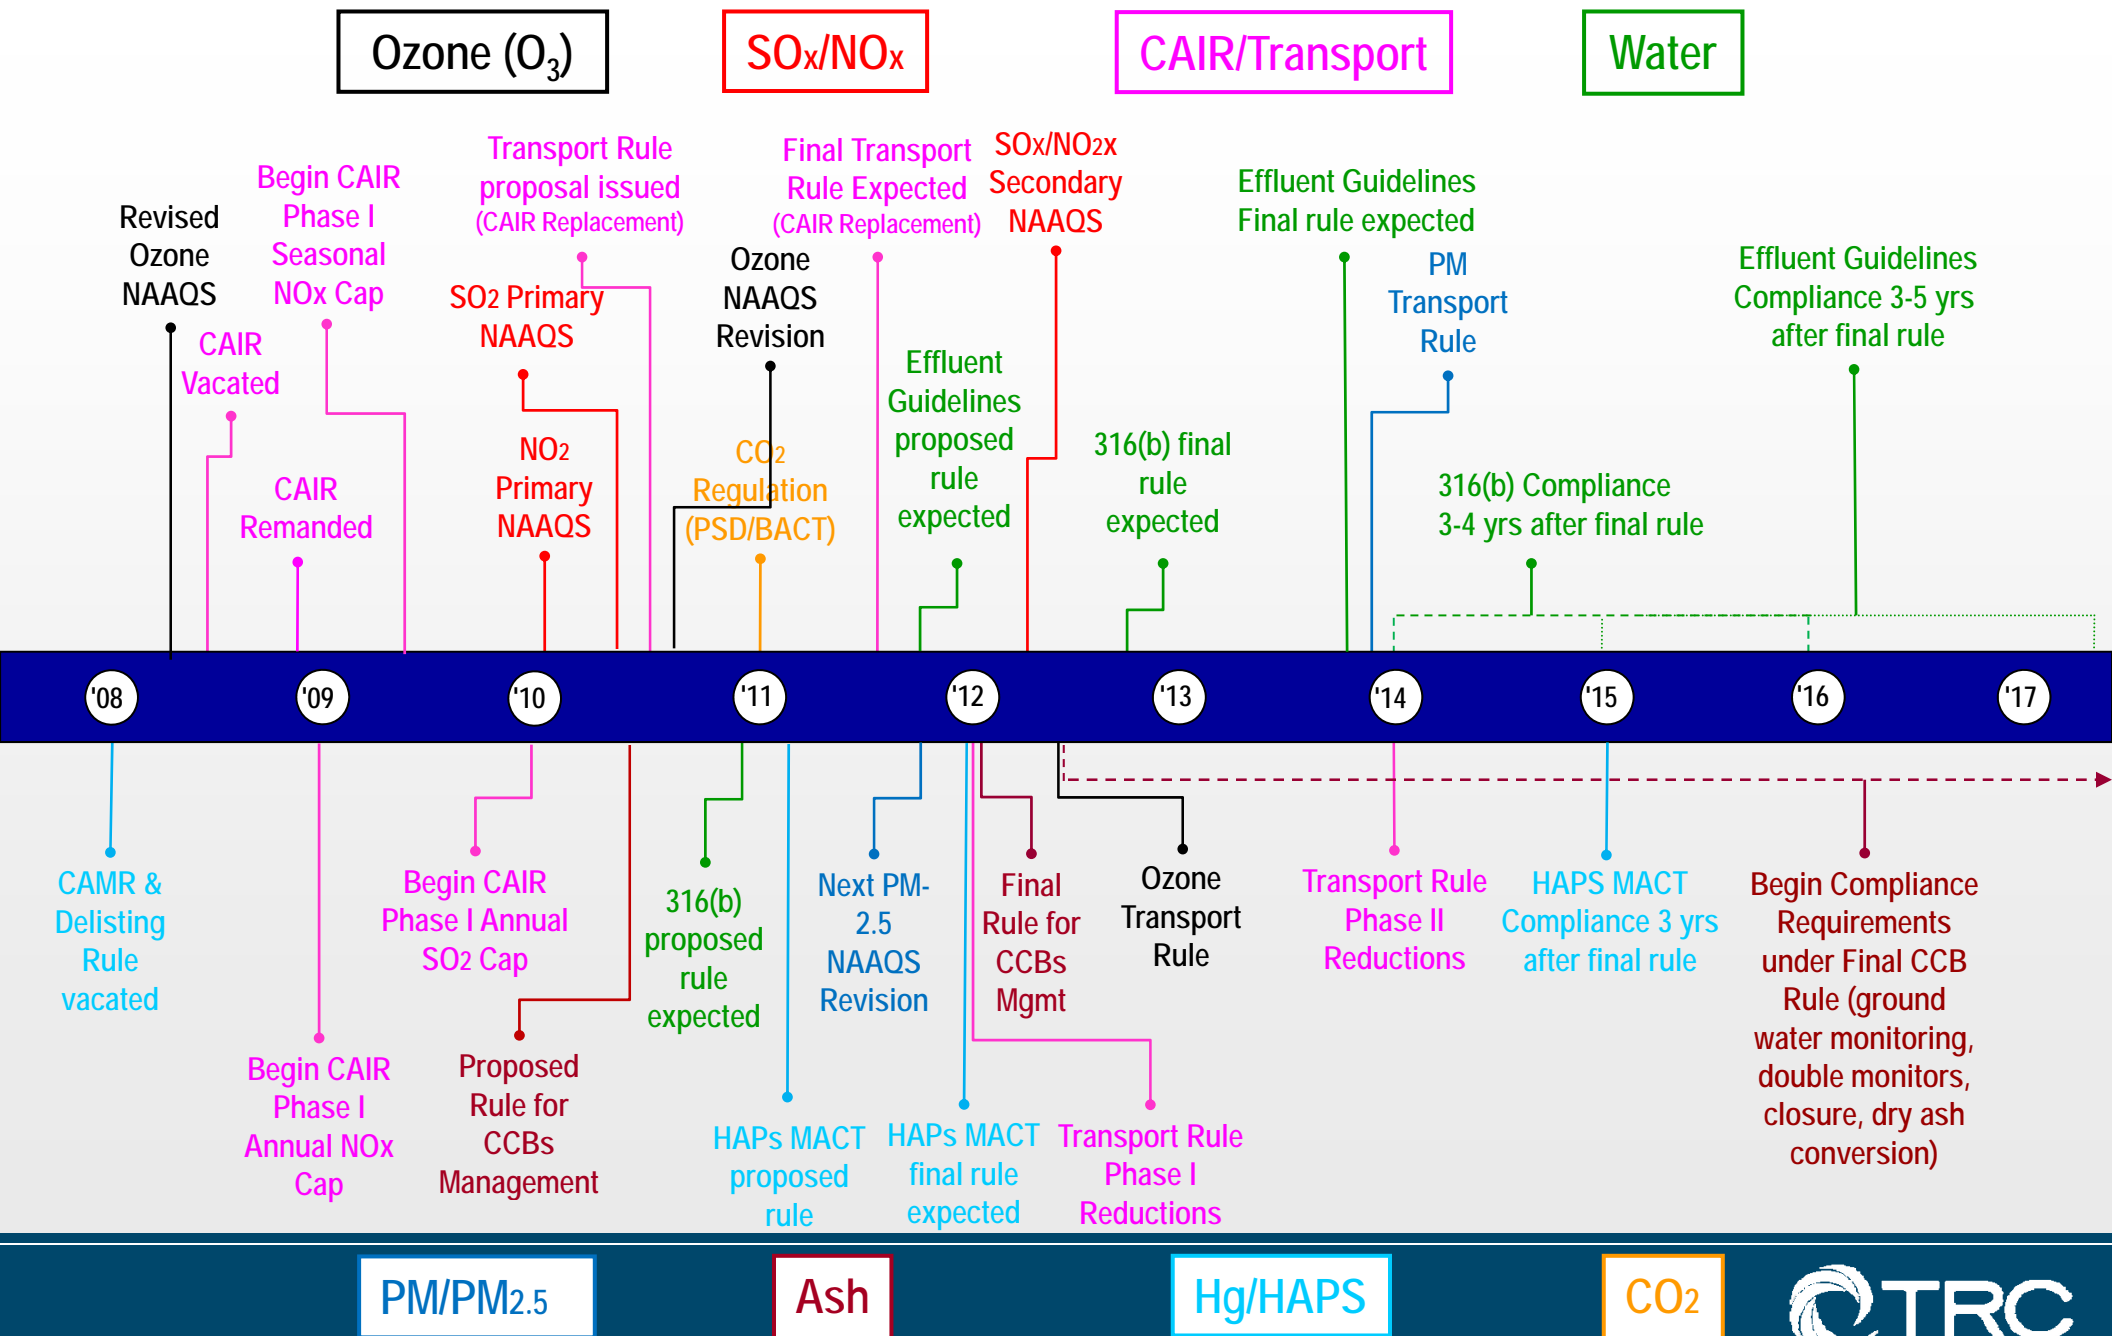 Ozone (O3)
SOx/NOx
CAIR/Transport
Water
Revised
Ozone
NAAQS
CAIR
Vacated
Begin CAIR
Phase I
Seasonal
NOx Cap
CAIR
Remanded
Transport Rule
proposal issued
(CAIR Replacement)
SO2 Primary
NAAQS
NO2
Primary
NAAQS
Ozone
NAAQS
Revision
CO2
Regulation
(PSD/BACT)
Final Transport
Rule Expected
(CAIR Replacement)
Effluent
Guidelines
proposed
rule
expected
SOx/NO2x
Secondary
NAAQS
316(b) final
rule
expected
Effluent Guidelines
Final rule expected
PM
Transport
Rule
316(b) Compliance
3-4 yrs after final rule
Effluent Guidelines
Compliance 3-5 yrs
after final rule
'08
'09
'10
'11
'12
'13
'14
'15
'16
'17
CAMR &
Delisting
Rule
vacated
Begin CAIR
Phase I
Annual NOx
Cap
Begin CAIR
Phase I Annual
SO2 Cap
Proposed
Rule for
CCBs
Management
316(b)
proposed
rule
expected
HAPs MACT
proposed
rule
Next PM-
2.5
NAAQS
Revision
HAPs MACT
final rule
expected
Final
Rule for
CCBs
Mgmt
Transport Rule
Phase I
Reductions
Ozone
Transport
Rule
Transport Rule
Phase II
Reductions
HAPS MACT
Compliance 3 yrs
after final rule
Begin Compliance
Requirements
under Final CCB
Rule (ground
water monitoring,
double monitors,
closure, dry ash
conversion)
PM/PM2.5
Ash
Hg/HAPS
CO2
TRC